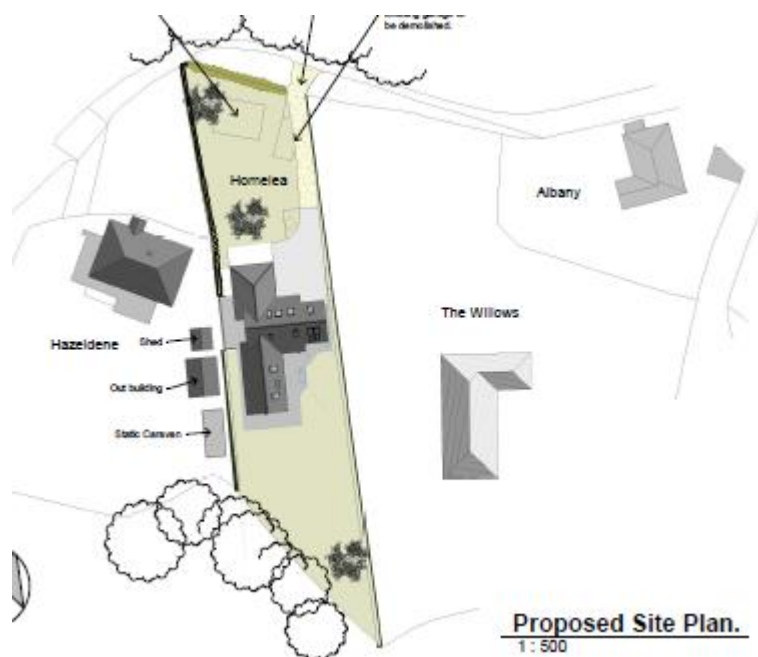 be demolished.
Homelea
Albany
The Willows
Hazeldene
Shed
Out building
Static Caravan
Proposed Site Plan.
1 : 500